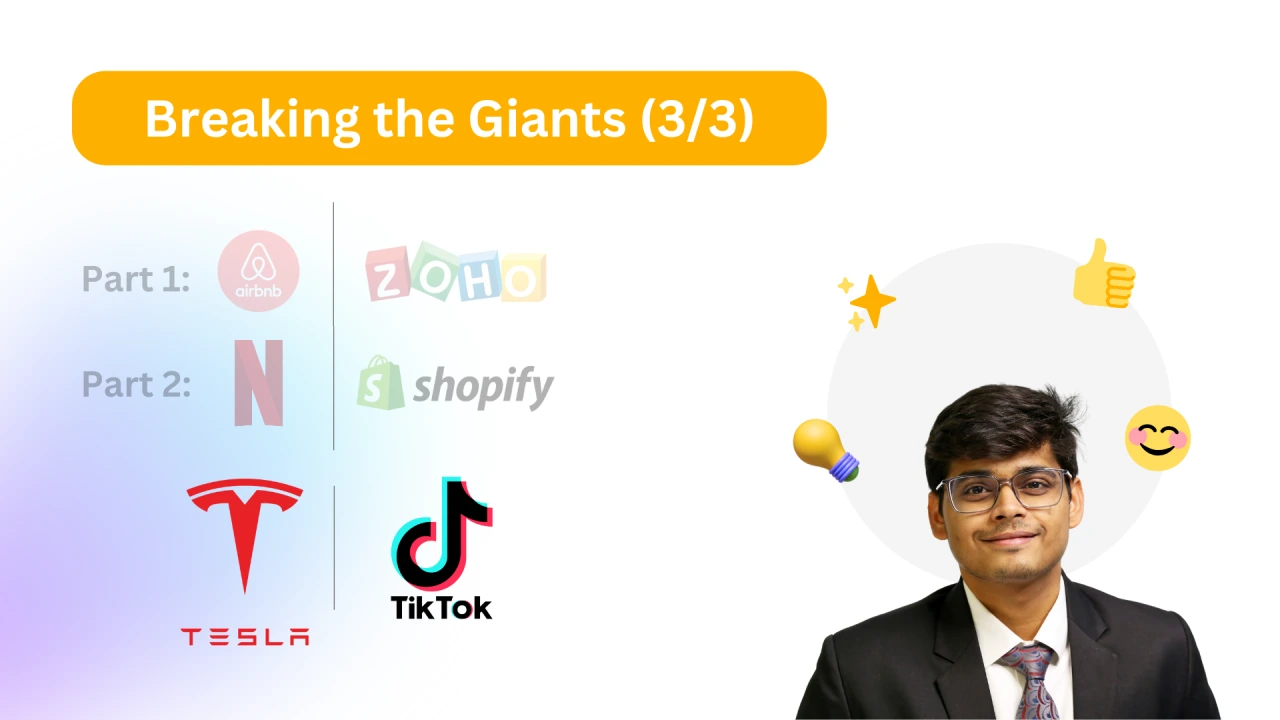 Breaking the Giants (3/3)
Part 1:
airbnb
ZOHO
Part 2:
shopify
TESLA
TikTok